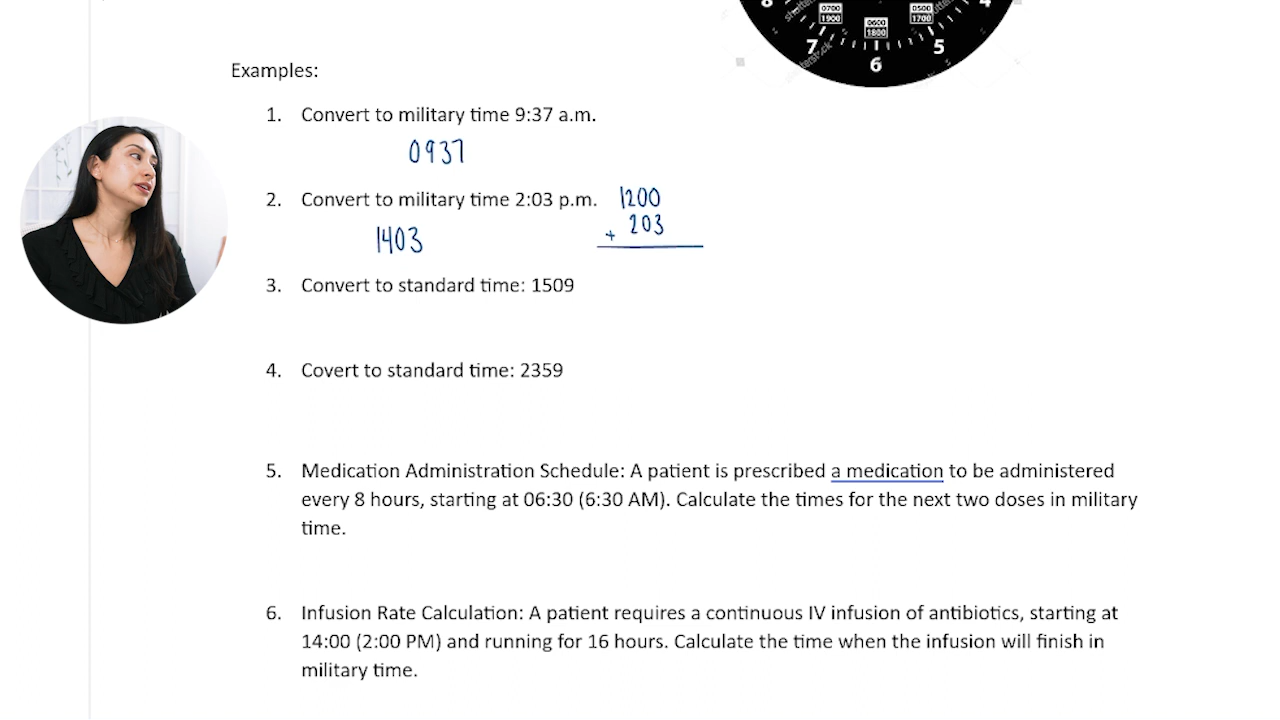 8
0700
1900
0600
1800
0500
1700
4
7
5
6
Examples:
1. Convert to military time 9:37 a.m.
0937
2. Convert to military time 2:03 p.m. 1200
+ 203
1403
3. Convert to standard time: 1509
4. Covert to standard time: 2359
5. Medication Administration Schedule: A patient is prescribed a medication to be administered
every 8 hours, starting at 06:30 (6:30 AM). Calculate the times for the next two doses in military
time.
6. Infusion Rate Calculation: A patient requires a continuous IV infusion of antibiotics, starting at
14:00 (2:00 PM) and running for 16 hours. Calculate the time when the infusion will finish in
military time.